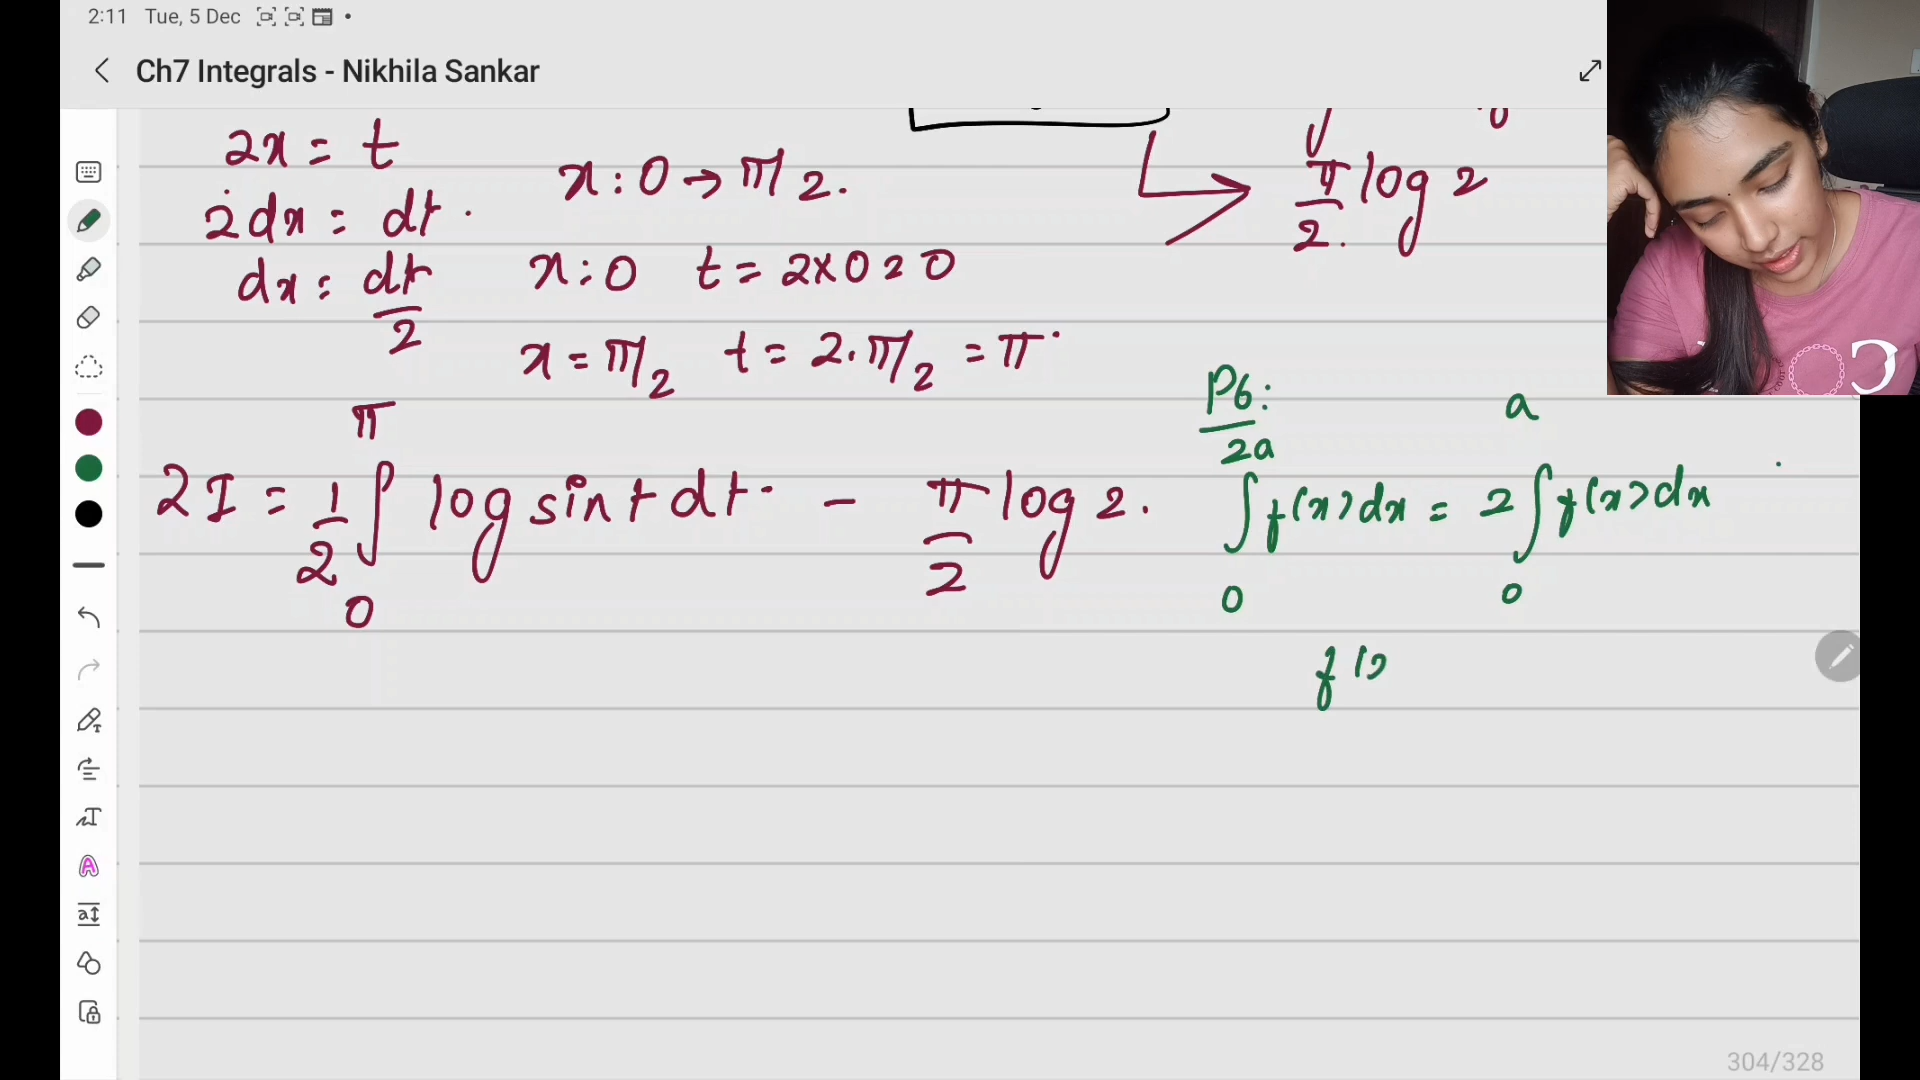 2:11 Tue, 5 Dec
Ch7 Integrals - Nikhila Sankar
2x = t
x : 0 → π/2.
π/2. log 2
2dx = dt.
dx = dt/2
x : 0 t = 2x0 = 0
x = π/2 t = 2.π/2 = π
P6:
2I = 1/2 ∫₀^π log sin t dt - π/2 log 2.
∫₀^2a f(x) dx = 2 ∫₀^a f(x) dx
f(2
304/328